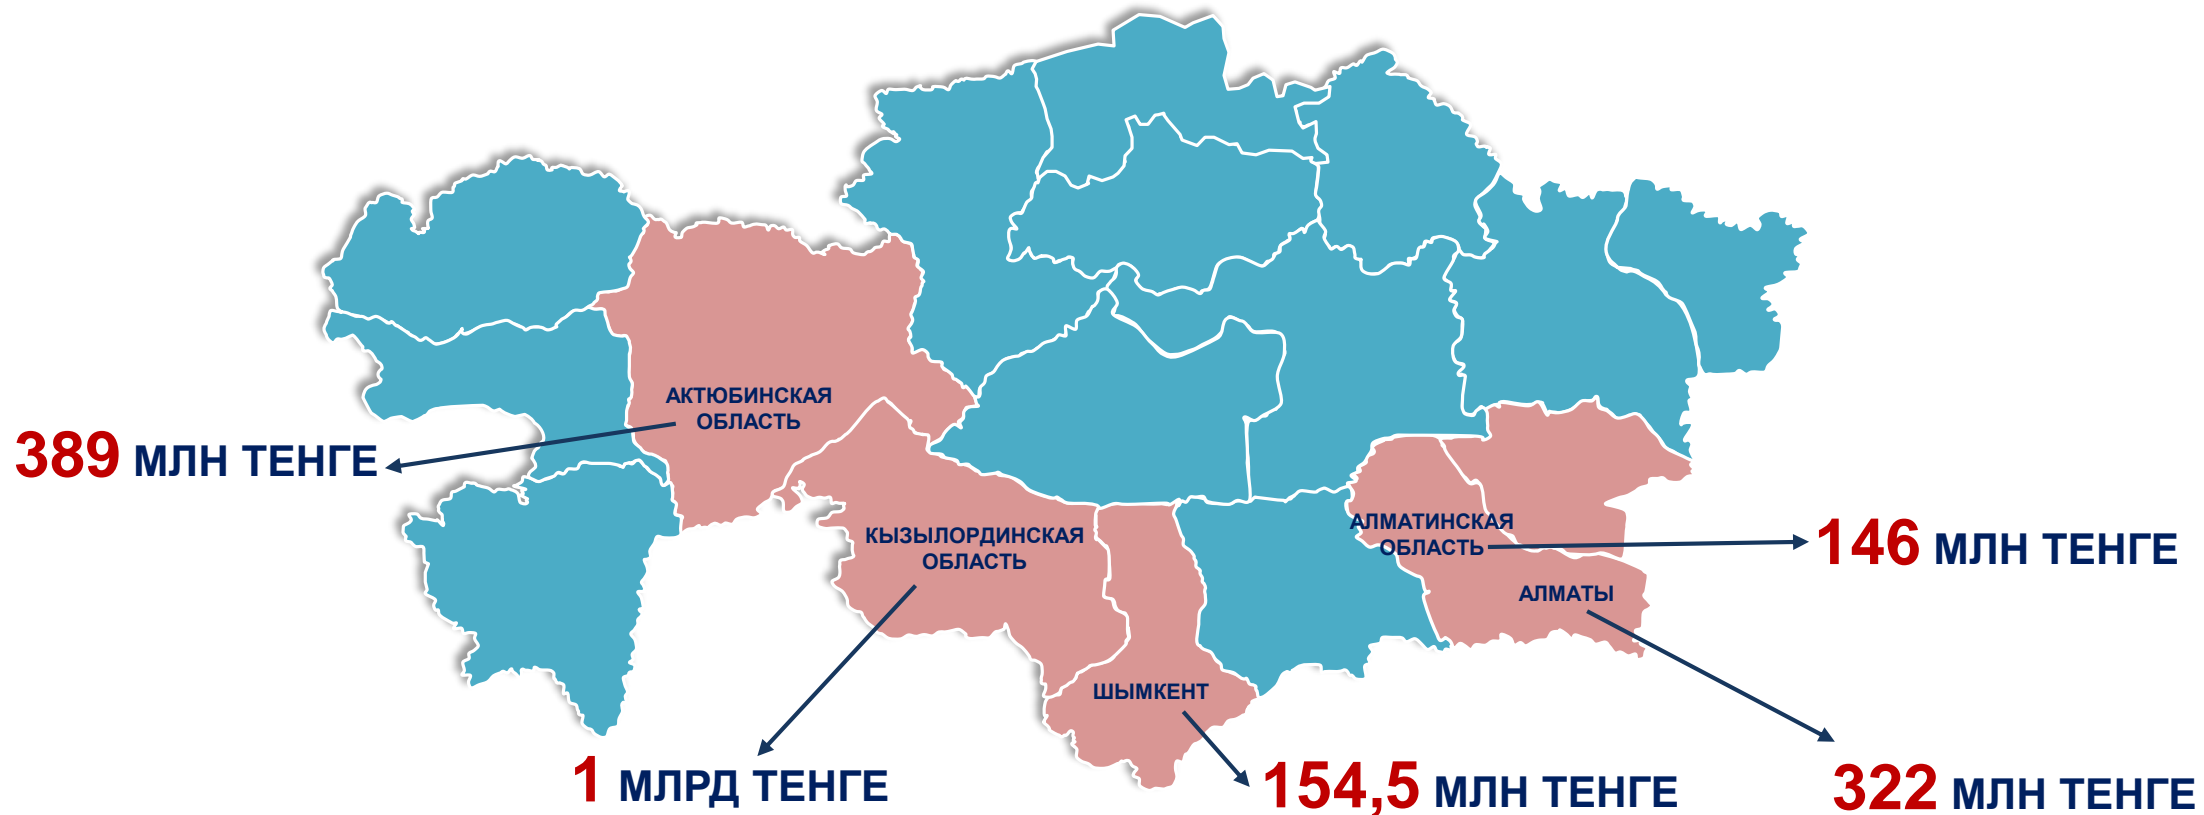 АКТЮБИНСКАЯ
ОБЛАСТЬ
389 МЛН ТЕНГЕ
КЫЗЫЛОРДИНСКАЯ
ОБЛАСТЬ
АЛМАТИНСКАЯ
ОБЛАСТЬ
146 МЛН ТЕНГЕ
АЛМАТЫ
ШЫМКЕНТ
1 МЛРД ТЕНГЕ
154,5 МЛН ТЕНГЕ
322 МЛН ТЕНГЕ